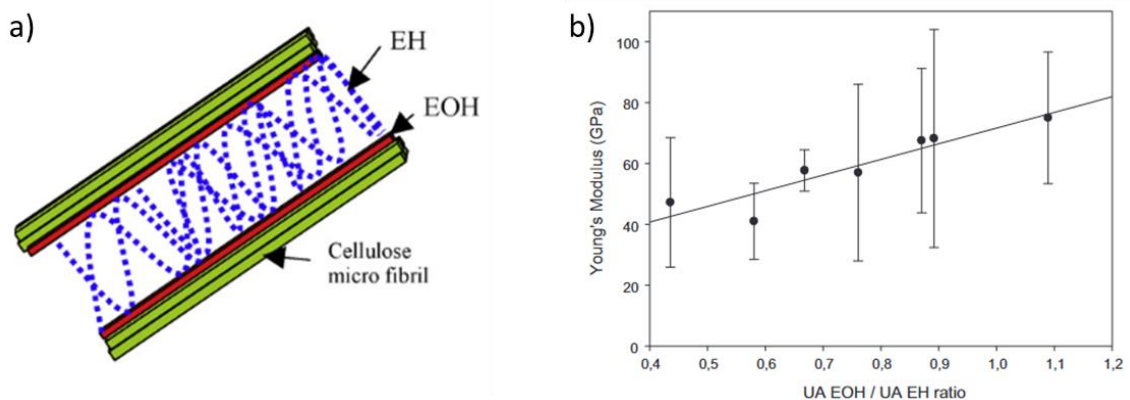 a)
EH
EOH
Cellulose
micro fibril
b)
Young's Modulus (GPa)
100
80
60
40
20
0
0,4 0,5 0,6 0,7 0,8 0,9 1,0 1,1 1,2
UA EOH / UA EH ratio